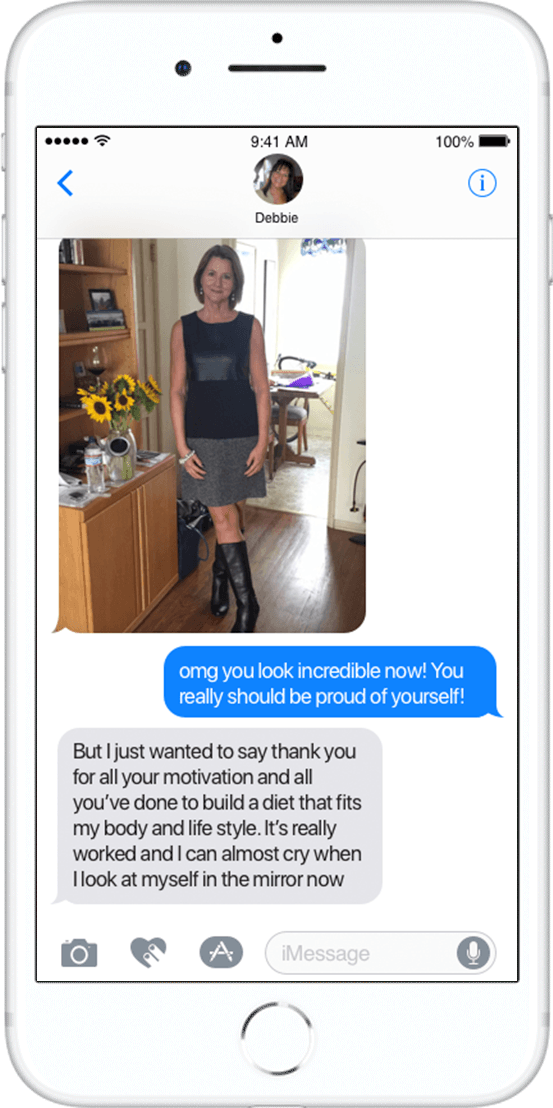 9:41 AM
100%
Debbie
omg you look incredible now! You
really should be proud of yourself!
But I just wanted to say thank you
for all your motivation and all
you've done to build a diet that fits
my body and life style. It's really
worked and I can almost cry when
I look at myself in the mirror now
iMessage